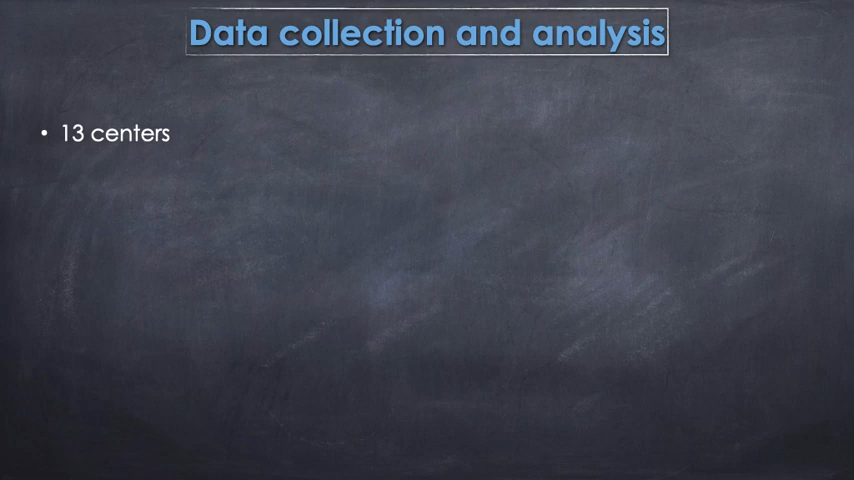 Data collection and analysis
• 13 centers